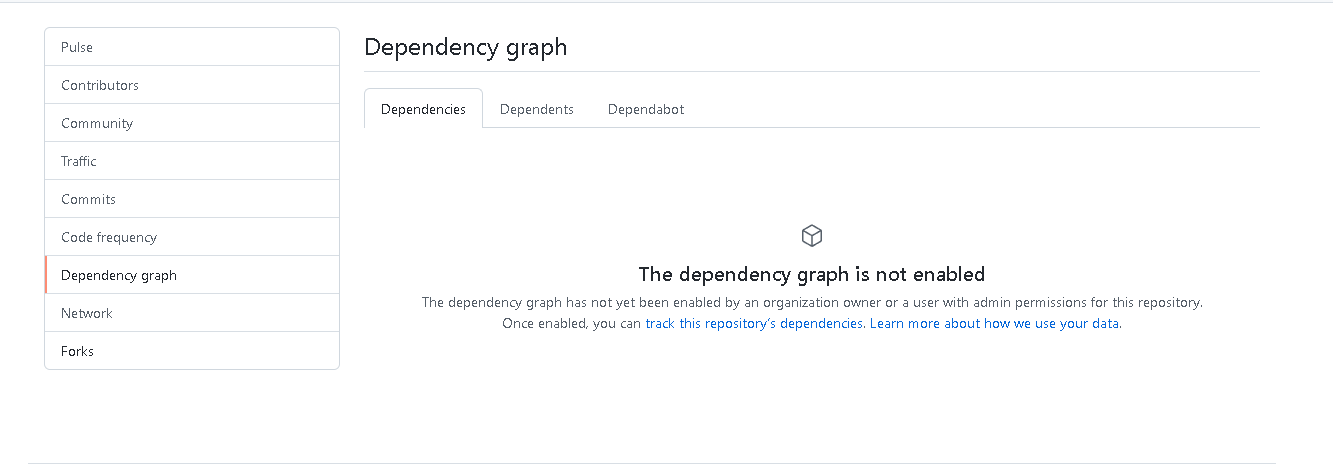 Pulse
Contributors
Community
Traffic
Commits
Code frequency
Dependency graph
Network
Forks
Dependency graph
Dependencies Dependents Dependabot
The dependency graph is not enabled
The dependency graph has not yet been enabled by an organization owner or a user with admin permissions for this repository.
Once enabled, you can track this repository's dependencies. Learn more about how we use your data.